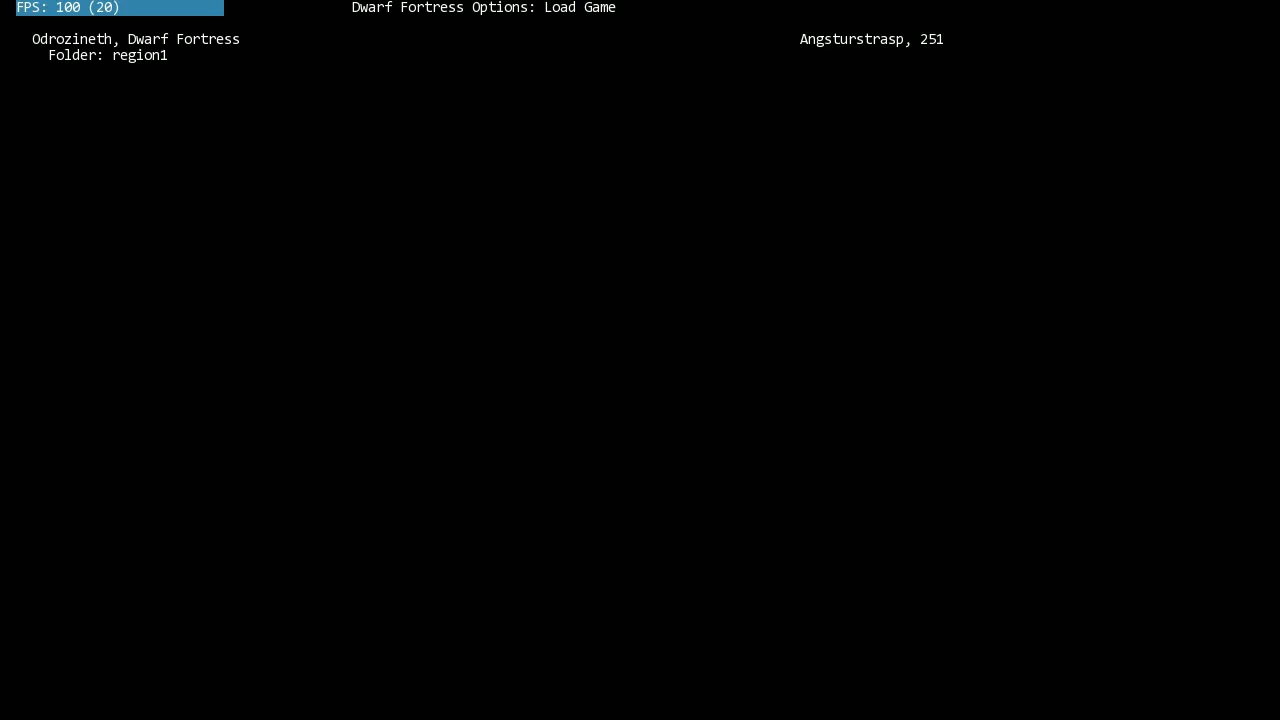 FPS: 100 (20) Dwarf Fortress Options: Load Game
Odrozineth, Dwarf Fortress Angsturstrasp, 251
Folder: region1